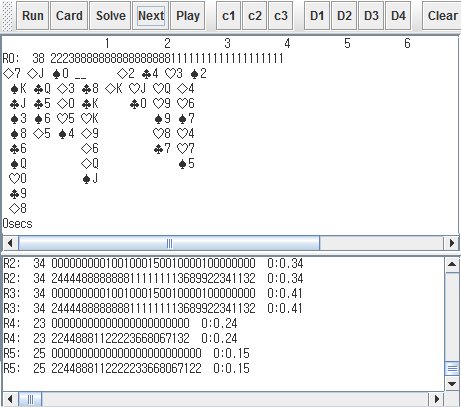 Run Card Solve Next Play c1 c2 c3 D1 D2 D3 D4 Clear
1 2 3 4 5 6
R0: 38 22238888888888888881111111111111111111
◇7 ◇J ♠0 __ ◇2 ♣4 ♡3 ♠2
♠K ♣Q ◇3 ♣8 ◇K ♡J ♡Q ◇4
♣J ♣5 ◇0 ♣K ♣0 ♡9 ♡6
♠3 ♠6 ♡5 ♡K ♠9 ♠7
♠8 ◇5 ♠4 ◇9 ♡8 ♡4
♣6 ◇6 ♣7 ♡7
♠Q ◇Q ♠5
♡0 ♠J
♣9
◇8
0secs
R2: 34 0000000001001000150010000100000000 0:0.34
R2: 34 2444888888881111111113689922341132 0:0.34
R3: 34 0000000001001000150010000100000000 0:0.41
R3: 34 2444888888881111111113689922341132 0:0.41
R4: 23 00000000000000000000000 0:0.24
R4: 23 22448881122223668067132 0:0.24
R5: 25 0000000000000000000000000 0:0.15
R5: 25 2244888112222233668067122 0:0.15